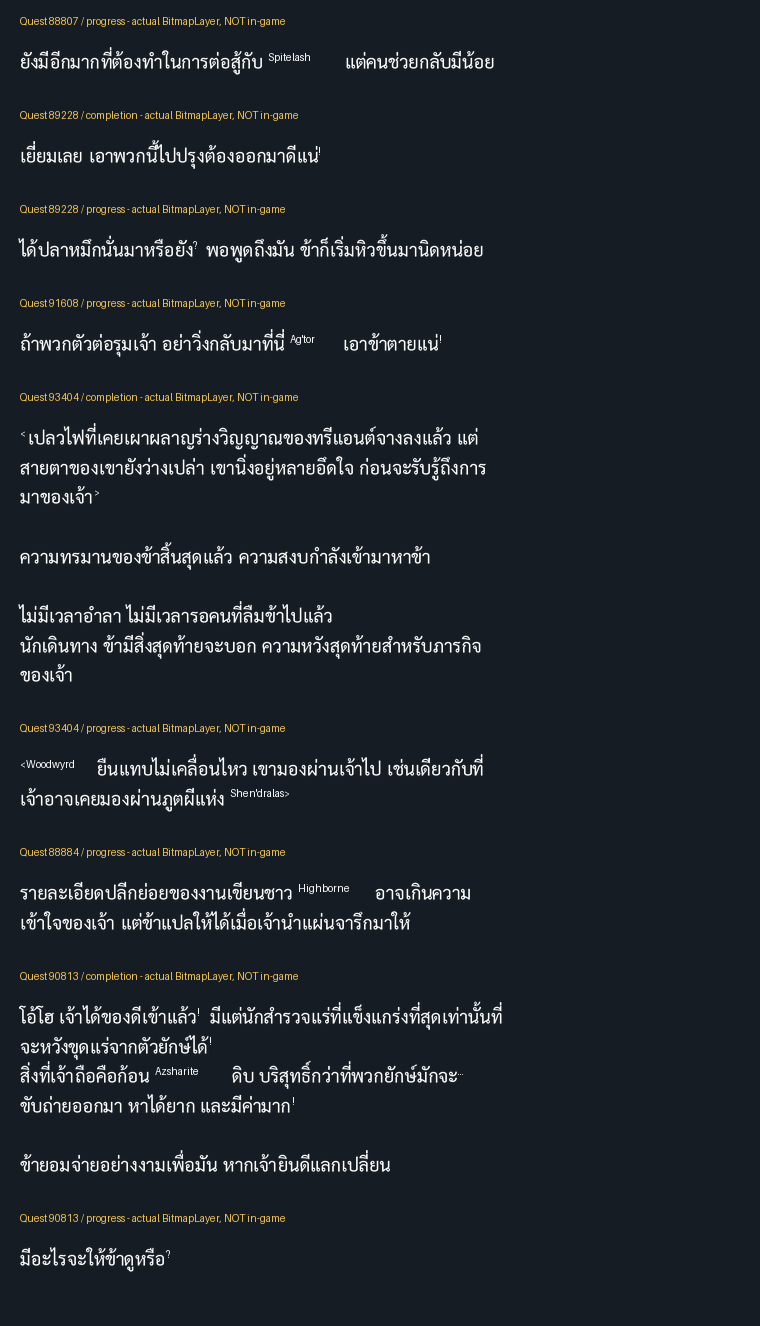 Quest 88807 / progress - actual BitmapLayer, NOT in-game
ยังมีอีกมากที่ต้องทำในการต่อสู้กับ Spitelash แต่คนช่วยกลับมีน้อย
Quest 89228 / completion - actual BitmapLayer, NOT in-game
เยี่ยมเลย เอาพวกนี้ไปปรุงต้องออกมาดีแน่!
Quest 89228 / progress - actual BitmapLayer, NOT in-game
ได้ปลาหมึกนั่นมาหรือยัง? พอพูดถึงมัน ข้าก็เริ่มหิวขึ้นมานิดหน่อย
Quest 91608 / progress - actual BitmapLayer, NOT in-game
ถ้าพวกตัวต่อรุมเจ้า อย่าวิ่งกลับมาที่นี่ Ag'tor เอาข้าตายแน่!
Quest 93404 / completion - actual BitmapLayer, NOT in-game
<เปลวไฟที่เคยเผาผลาญร่างวิญญาณของทรีแอนต์จางลงแล้ว แต่
สายตาของเขายังว่างเปล่า เขานิ่งอยู่หลายอึดใจ ก่อนจะรับรู้ถึงการ
มาของเจ้า>
ความทรมานของข้าสิ้นสุดแล้ว ความสงบกำลังเข้ามาหาข้า
ไม่มีเวลาอำลา ไม่มีเวลารอคนที่ลืมข้าไปแล้ว
นักเดินทาง ข้ามีสิ่งสุดท้ายจะบอก ความหวังสุดท้ายสำหรับภารกิจ
ของเจ้า
Quest 93404 / progress - actual BitmapLayer, NOT in-game
<Woodwyrd ยืนแทบไม่เคลื่อนไหว เขามองผ่านเจ้าไป เช่นเดียวกับที่
เจ้าอาจเคยมองผ่านภูตผีแห่ง Shen'dralas>
Quest 88884 / progress - actual BitmapLayer, NOT in-game
รายละเอียดปลีกย่อยของงานเขียนชาว Highborne อาจเกินความ
เข้าใจของเจ้า แต่ข้าแปลให้ได้เมื่อเจ้านำแผ่นจารึกมาให้
Quest 90813 / completion - actual BitmapLayer, NOT in-game
โอ้โฮ เจ้าได้ของดีเข้าแล้ว! มีแต่นักสำรวจแร่ที่แข็งแกร่งที่สุดเท่านั้นที่
จะหวังขุดแร่จากตัวยักษ์ได้!
สิ่งที่เจ้าถือคือก้อน Azsharite ดิบ บริสุทธิ์กว่าที่พวกยักษ์มักจะ…
ขับถ่ายออกมา หาได้ยาก และมีค่ามาก!
ข้ายอมจ่ายอย่างงามเพื่อมัน หากเจ้ายินดีแลกเปลี่ยน
Quest 90813 / progress - actual BitmapLayer, NOT in-game
มีอะไรจะให้ข้าดูหรือ?